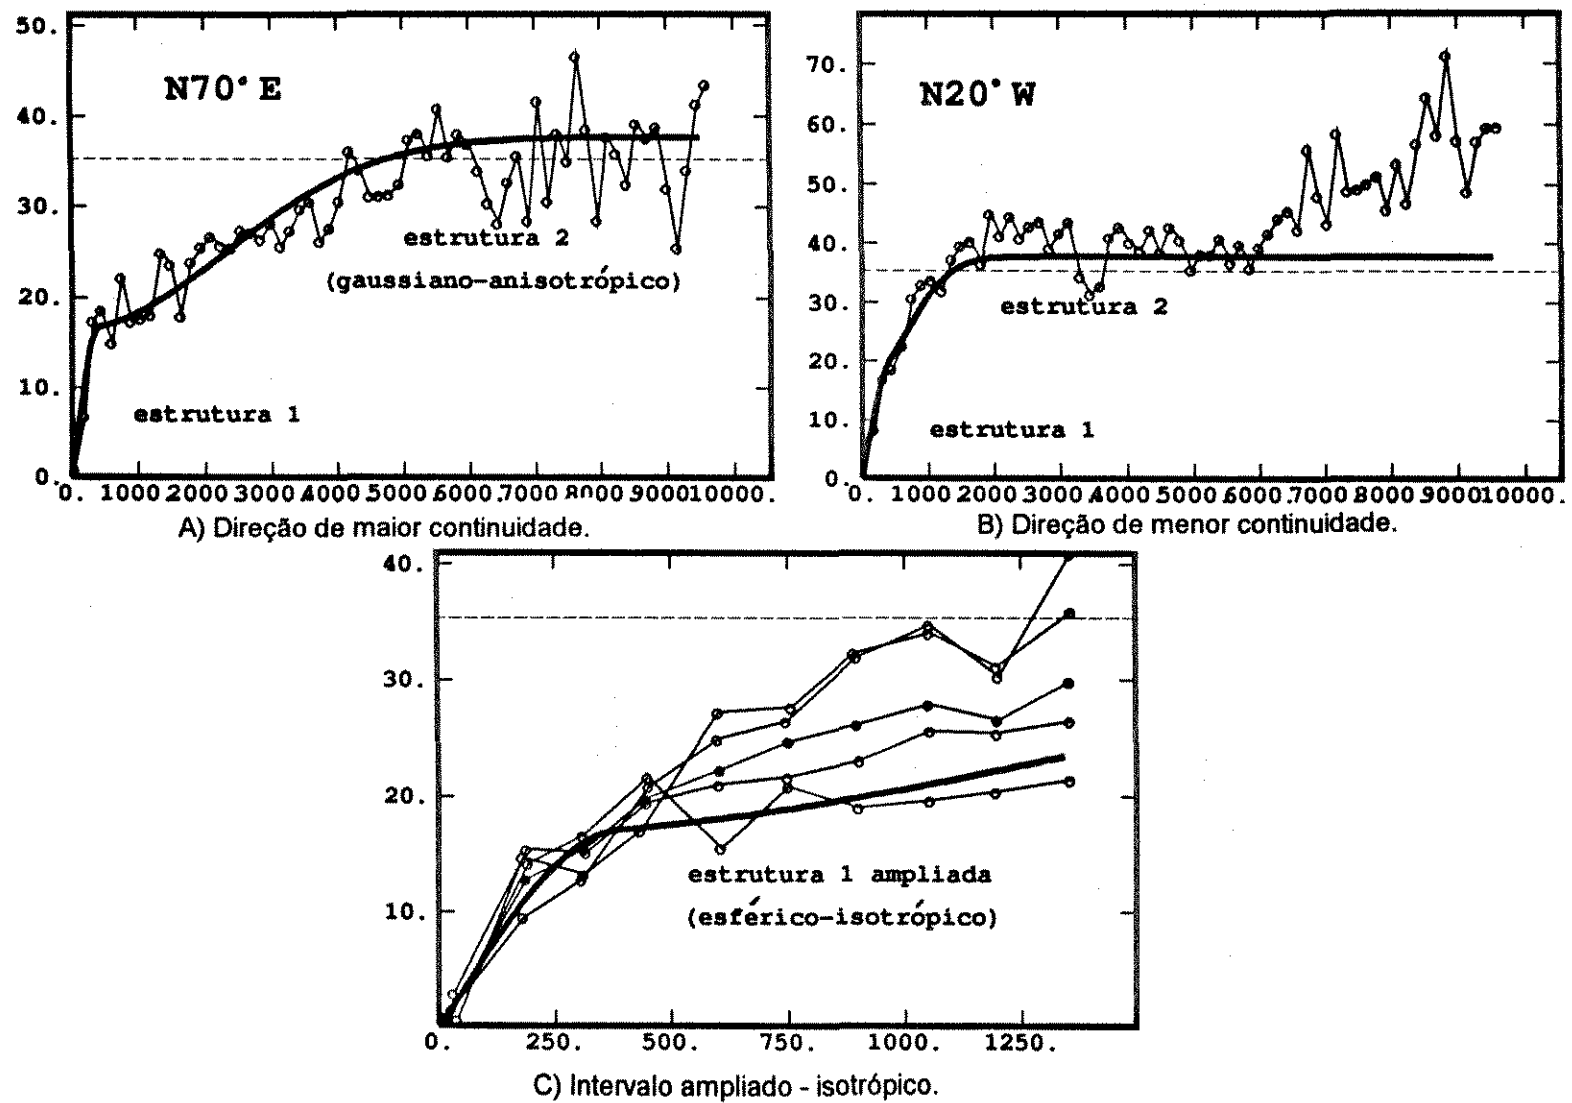 50.
40.
30.
20.
10.
0.
N70° E
estrutura 2
(gaussiano-anisotrópico)
estrutura 1
0. 1000. 2000. 3000. 4000. 5000. 6000. 7000. 8000. 9000. 10000.
A) Direção de maior continuidade.
70.
60.
50.
40.
30.
20.
10.
0.
N20° W
estrutura 2
estrutura 1
0. 1000. 2000. 3000. 4000. 5000. 6000. 7000. 8000. 9000. 10000.
B) Direção de menor continuidade.
40.
30.
20.
10.
estrutura 1 ampliada
(esférico-isotrópico)
0. 250. 500. 750. 1000. 1250.
C) Intervalo ampliado - isotrópico.